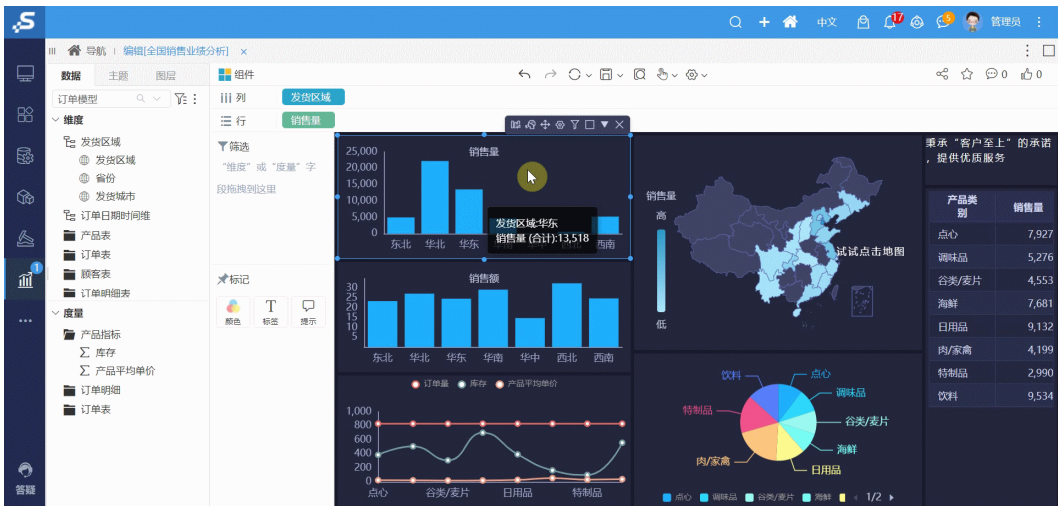 S
17
5
中文
管理员
导航
编辑[全国销售业绩分析] ×
数据
主题
图层
组件
0
0
订单模型
列
发货区域
行
销售量
维度
发货区域
发货区域
省份
发货城市
订单日期时间维
产品表
订单表
顾客表
订单明细表
度量
产品指标
库存
产品平均单价
订单明细
订单表
1
答疑
筛选
"维度" 或 "度量" 字
段拖拽到这里
标记
颜色
T
标签
提示
销售量
25,000
20,000
15,000
10,000
5,000
0
东北 华北 华东
西南
发货区域:华东
销售量 (合计):13,518
销售额
30
25
20
15
10
5
东北 华北 华东 华南 华中 西北 西南
订单量 库存 产品平均单价
1,000
800
600
400
200
0
点心 谷类/麦片 日用品 特制品
销售量
高
低
试试点击地图
饮料
点心
调味品
特制品
谷类/麦片
海鲜
肉/家禽
日用品
点心 调味品 谷类/麦片 海鲜 1/2
秉承“客户至上”的承诺
，提供优质服务
产品类
别
销售量
点心 7,927
调味品 5,276
谷类/麦片 4,553
海鲜 7,681
日用品 9,132
肉/家禽 4,199
特制品 2,990
饮料 9,534